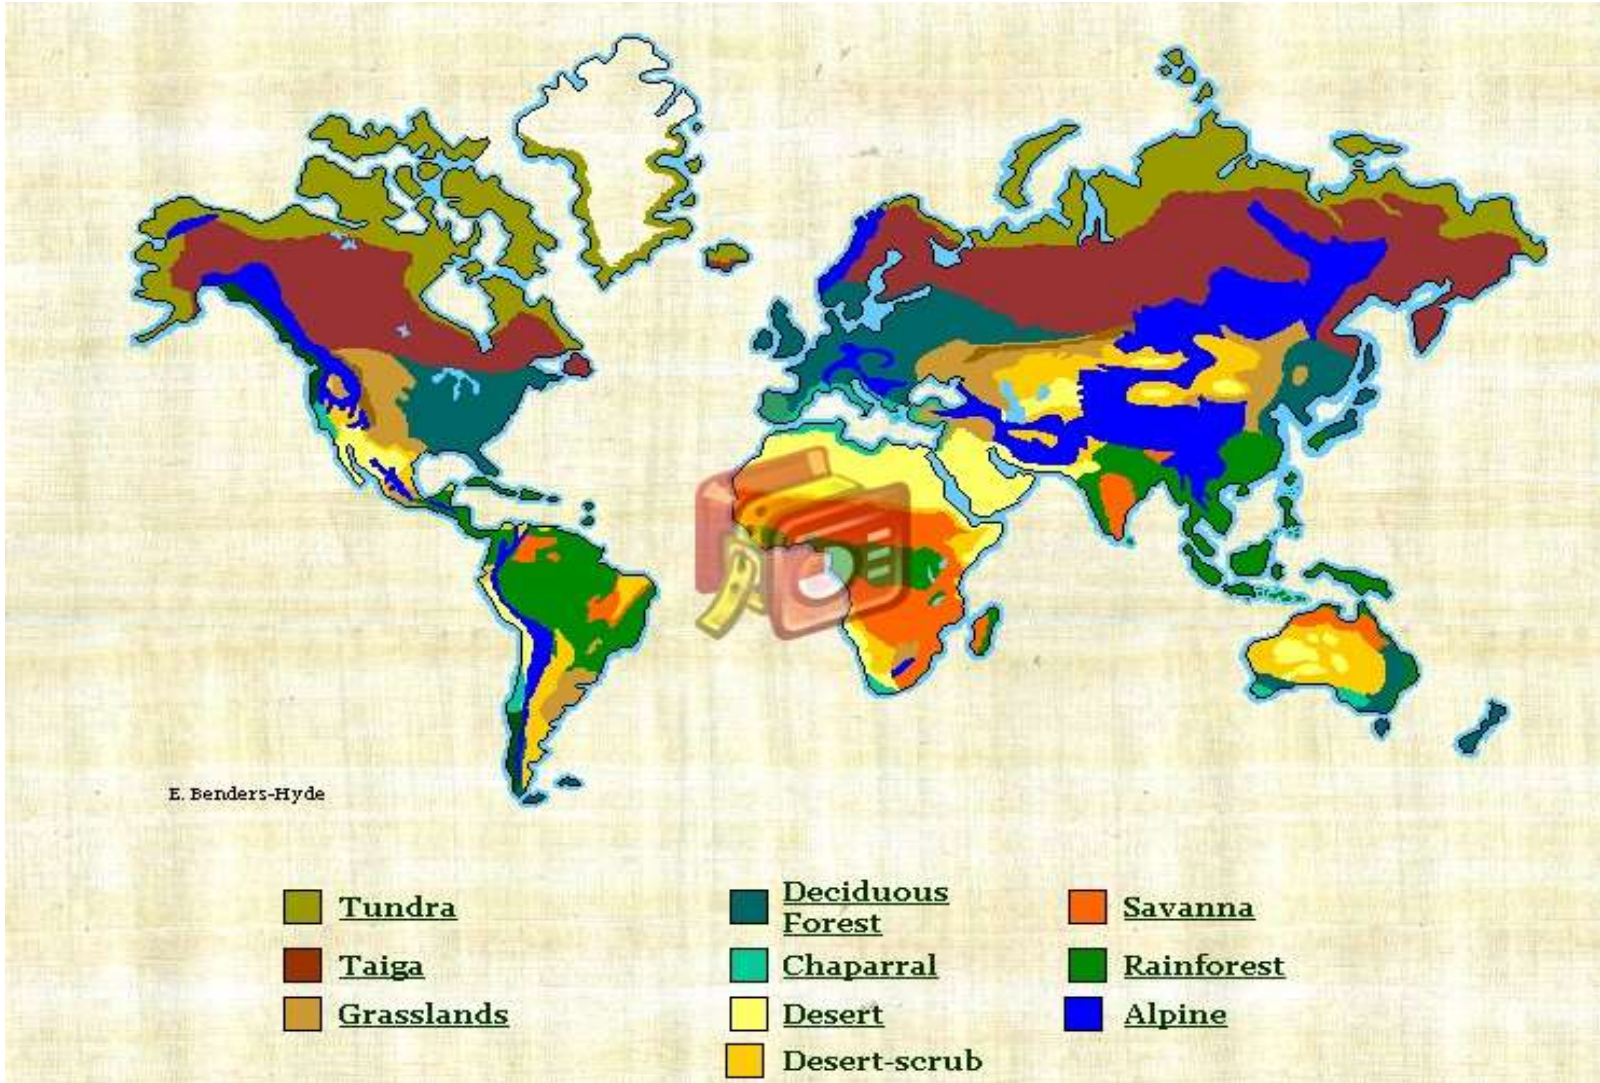 E. Benders-Hyde
Tundra
Deciduous
Forest
Savanna
Taiga
Chaparral
Rainforest
Grasslands
Desert
Alpine
Desert-scrub